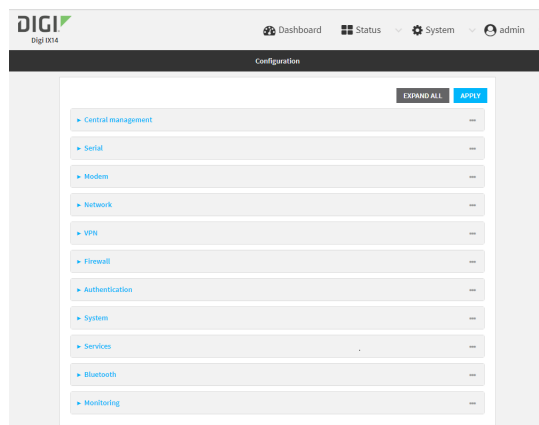 DIGI
Digi IX14
Dashboard Status System admin
Configuration
EXPAND ALL APPLY
Central management
Serial
Modem
Network
VPN
Firewall
Authentication
System
Services
Bluetooth
Monitoring